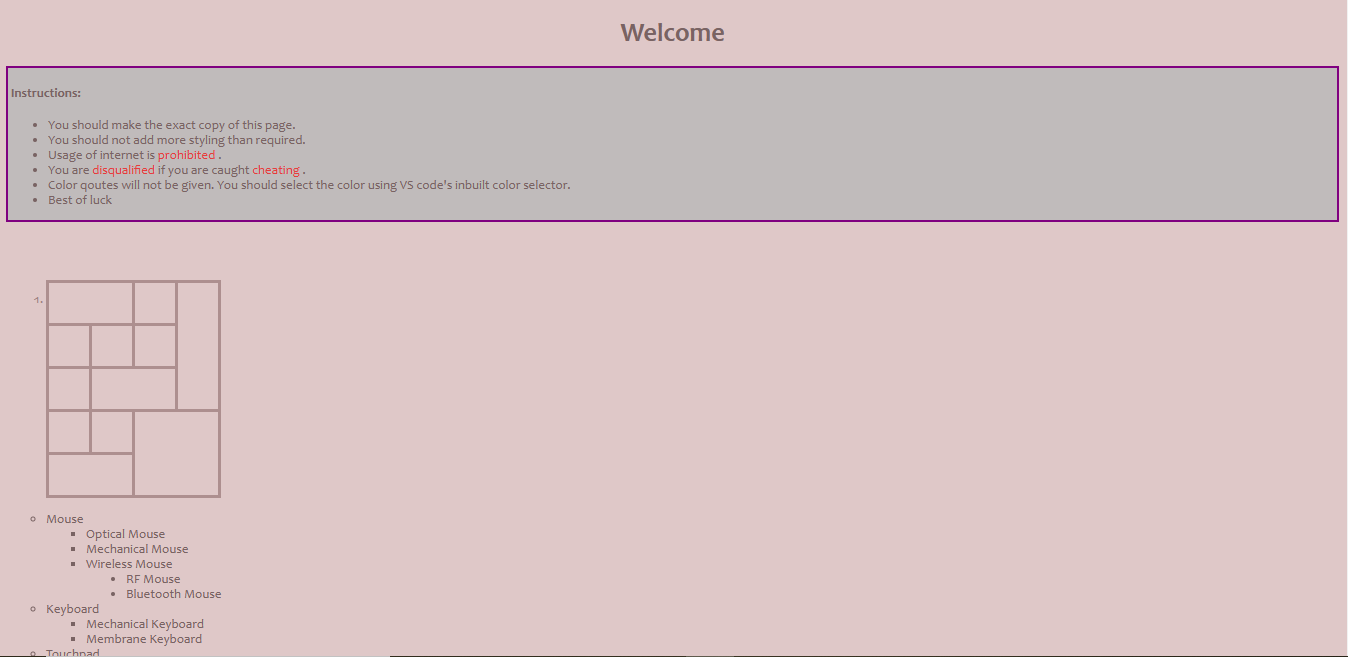 Welcome
Instructions:
You should make the exact copy of this page.
You should not add more styling than required.
Usage of internet is prohibited .
You are disqualified if you are caught cheating .
Color qoutes will not be given. You should select the color using VS code's inbuilt color selector.
Best of luck
1.
Mouse
Optical Mouse
Mechanical Mouse
Wireless Mouse
RF Mouse
Bluetooth Mouse
Keyboard
Mechanical Keyboard
Membrane Keyboard
Touchpad